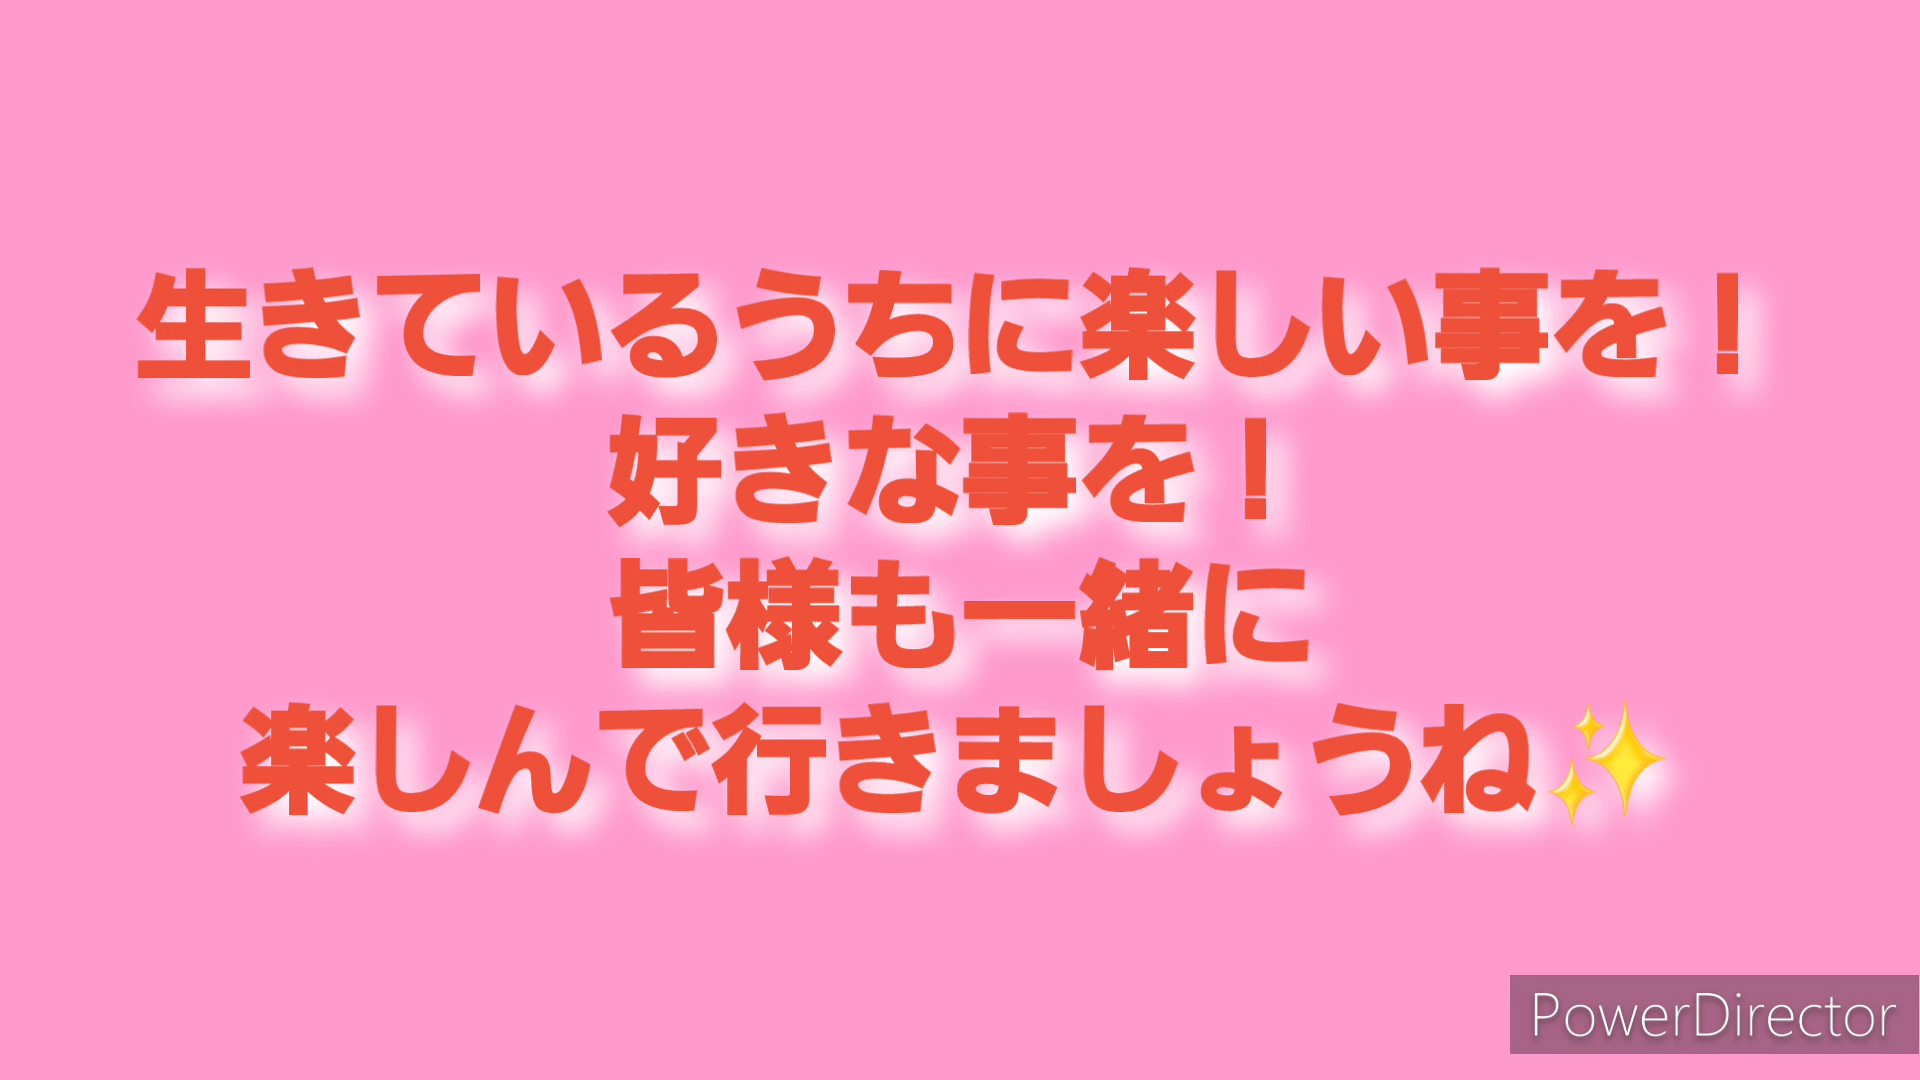 生きているうちに楽しい事を！
好きな事を！
皆様も一緒に
楽しんで行きましょうね✨
PowerDirector